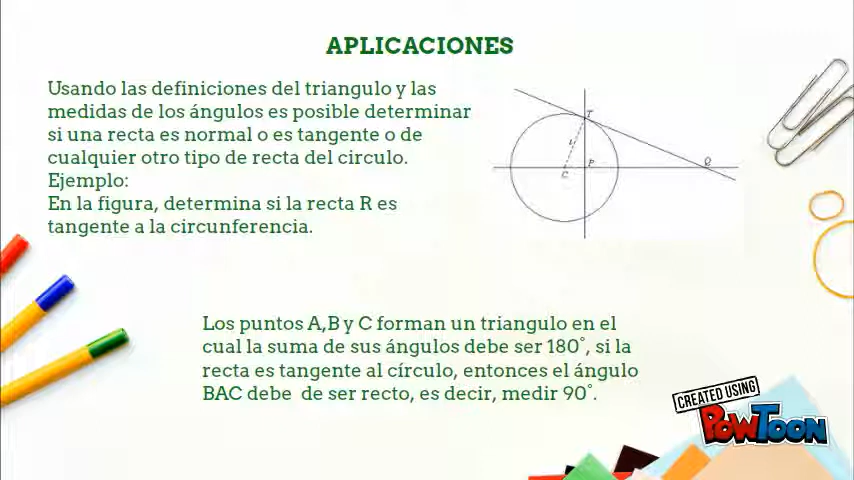 APLICACIONES
Usando las definiciones del triangulo y las
medidas de los ángulos es posible determinar
si una recta es normal o es tangente o de
cualquier otro tipo de recta del circulo.
Ejemplo:
En la figura, determina si la recta R es
tangente a la circunferencia.
T
P
Q
C
Los puntos A,B y C forman un triangulo en el
cual la suma de sus ángulos debe ser 180°, si la
recta es tangente al círculo, entonces el ángulo
BAC debe  de ser recto, es decir, medir 90°.
CREATED USING
POWTOON